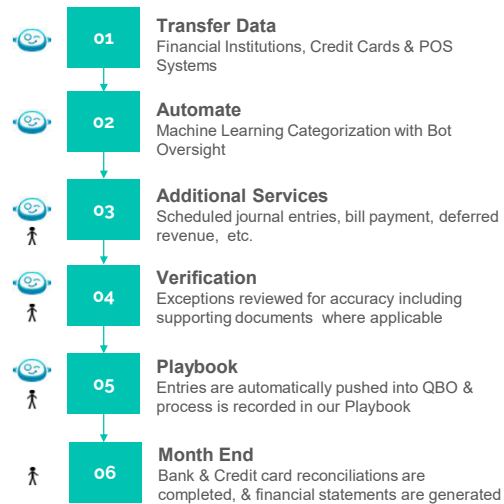 01
Transfer Data
Financial Institutions, Credit Cards & POS
Systems
02
Automate
Machine Learning Categorization with Bot
Oversight
03
Additional Services
Scheduled journal entries, bill payment, deferred
revenue, etc.
04
Verification
Exceptions reviewed for accuracy including
supporting documents where applicable
05
Playbook
Entries are automatically pushed into QBO &
process is recorded in our Playbook
06
Month End
Bank & Credit card reconciliations are
completed, & financial statements are generated